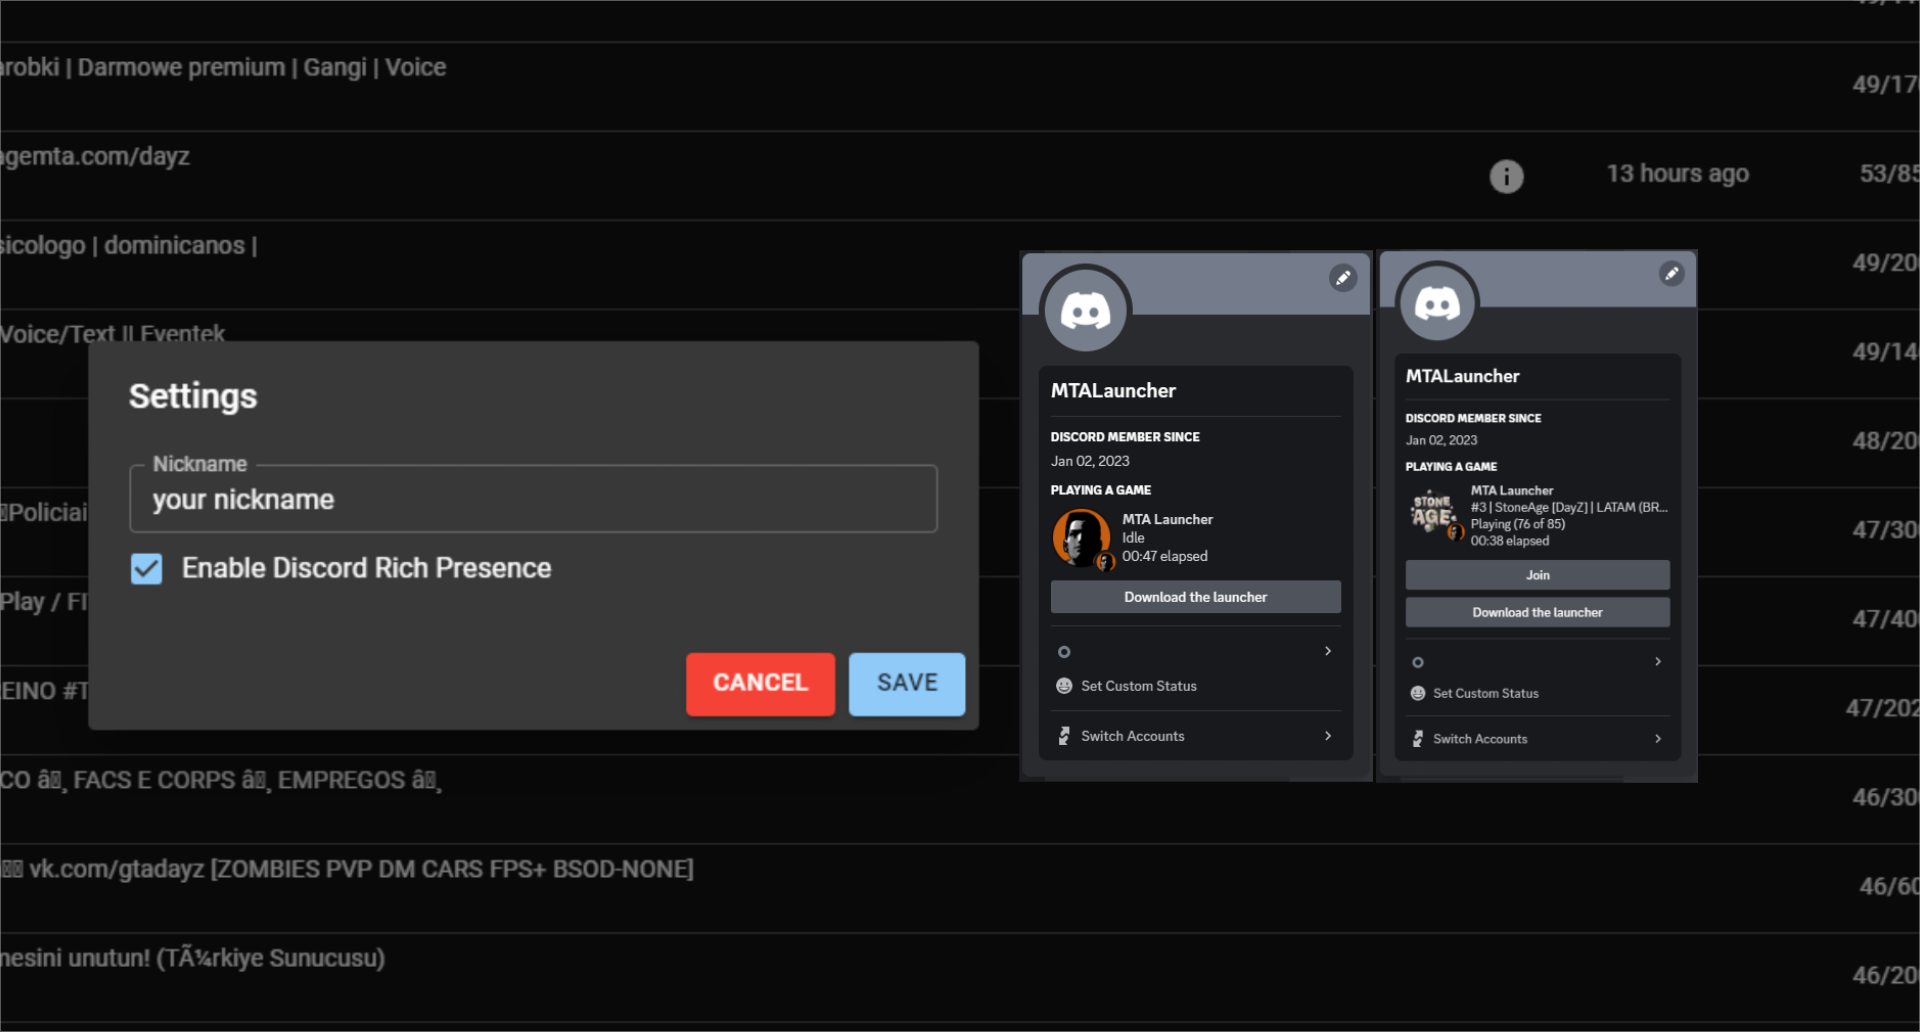 arobki | Darmowe premium | Gangi | Voice
49/170
agemta.com/dayz
13 hours ago
53/85
sicologo | dominicanos |
49/20
Voice/Text || Eventek
49/14
48/20
Policiai
47/30
Play / FI
47/40
EINO #T
47/202
CO â¸ FACS E CORPS â¸ EMPREGOS â¸
46/30
vk.com/gtadayz [ZOMBIES PVP DM CARS FPS+ BSOD-NONE]
46/60
nesini unutun! (TÃ¼rkiye Sunucusu)
46/20
Settings
Nickname
your nickname
Enable Discord Rich Presence
CANCEL
SAVE
MTALauncher
DISCORD MEMBER SINCE
Jan 02, 2023
PLAYING A GAME
MTA Launcher
Idle
00:47 elapsed
Download the launcher
Set Custom Status
Switch Accounts
MTALauncher
DISCORD MEMBER SINCE
Jan 02, 2023
PLAYING A GAME
STONE
AGE
MTA Launcher
#3 | StoneAge [DayZ] | LATAM (BR...
Playing (76 of 85)
00:38 elapsed
Join
Download the launcher
Set Custom Status
Switch Accounts